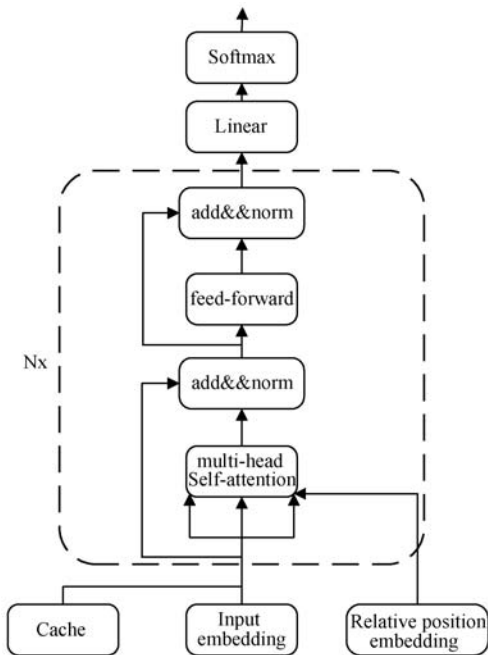 Softmax
Linear
add&&norm
feed-forward
Nx
add&&norm
multi-head
Self-attention
Cache
Input
embedding
Relative position
embedding